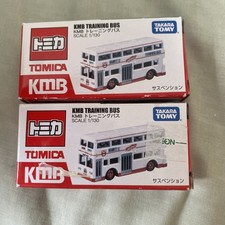 トミカ
TOMICA
KMB
KMB TRAINING BUS
KMB トレーニングバス
SCALE 1/130
TAKARA TOMY
サスペンション
トミカ
TOMICA
KMB
KMB TRAINING BUS
KMB トレーニングバス
SCALE 1/130
TAKARA TOMY
サスペンション